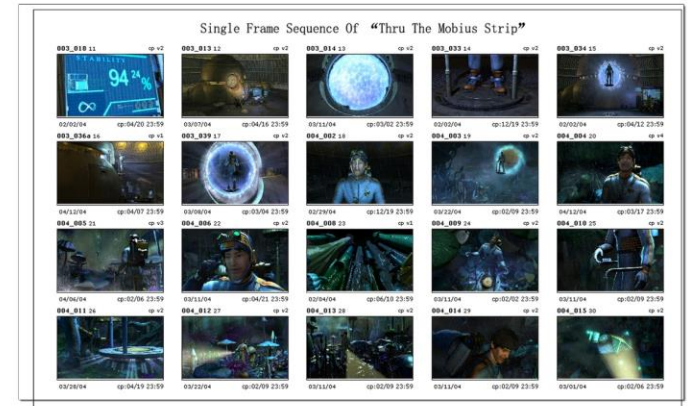 Single Frame Sequence Of “Thru The Mobius Strip”
003_010 11 cp v2 003_013 12 cp v2 003_014 13 cp v2 003_033 14 cp v2 003_034 15 cp v2
STABILITY
94 24 %
02/02/04 cp:04/20 23:59 03/07/04 cp:04/16 23:59 03/11/04 cp:03/02 23:59 02/02/04 cp:12/19 23:59 02/02/04 cp:04/12 23:59
003_036a 16 cp v1 003_039 17 cp v2 004_002 18 cp v2 004_003 19 cp v2 004_004 20 cp v4
04/12/04 cp:04/07 23:59 03/08/04 cp:03/04 23:59 02/29/04 cp:12/19 23:59 03/22/04 cp:02/09 23:59 04/12/04 cp:03/17 23:59
004_005 21 cp v3 004_006 22 cp v2 004_008 23 cp v1 004_009 24 cp v2 004_010 25 cp v2
04/06/04 cp:02/06 23:59 03/11/04 cp:04/21 23:59 02/04/04 cp:06/10 23:59 03/11/04 cp:02/02 23:59 03/11/04 cp:02/09 23:59
004_011 26 cp v2 004_012 27 cp v2 004_013 28 cp v2 004_014 29 cp v2 004_015 30 cp v2
03/28/04 cp:04/19 23:59 03/22/04 cp:02/09 23:59 03/11/04 cp:02/09 23:59 03/11/04 cp:02/09 23:59 03/01/04 cp:02/06 23:59